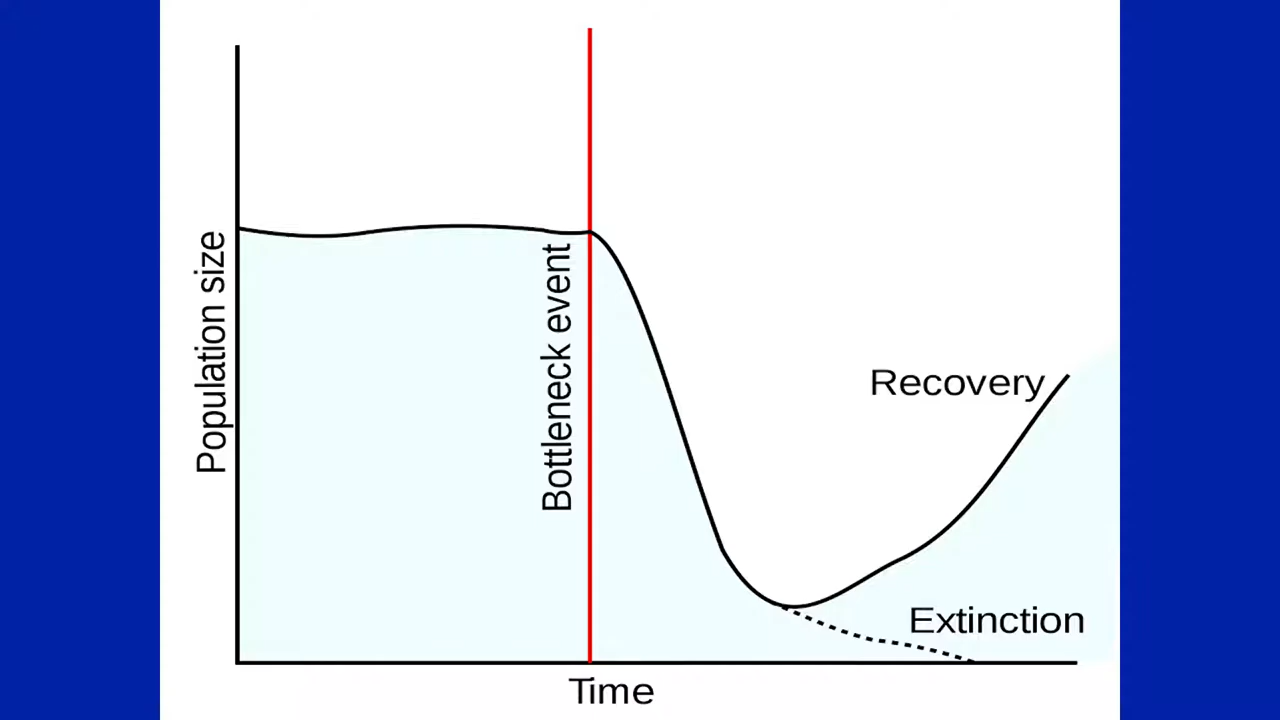 Population size
Bottleneck event
Recovery
Extinction
Time